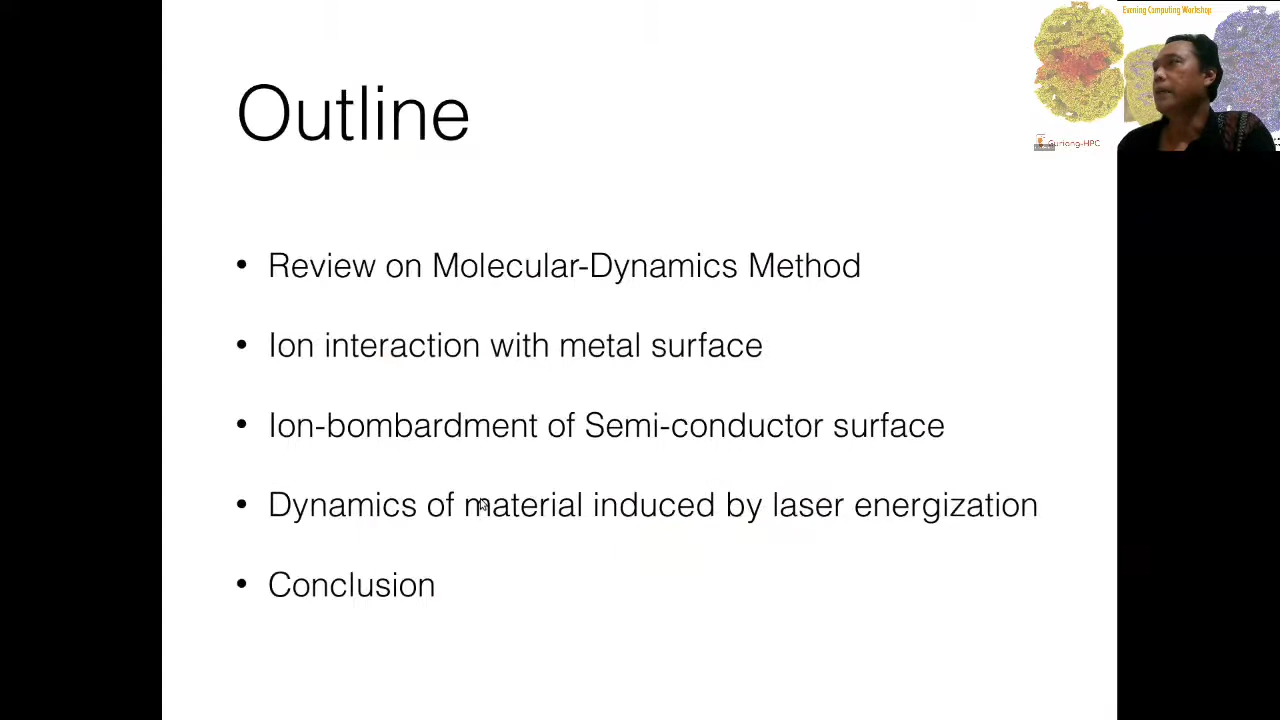 Evening Computing Workshop
Outline
• Review on Molecular-Dynamics Method
• Ion interaction with metal surface
• Ion-bombardment of Semi-conductor surface
• Dynamics of material induced by laser energization
• Conclusion